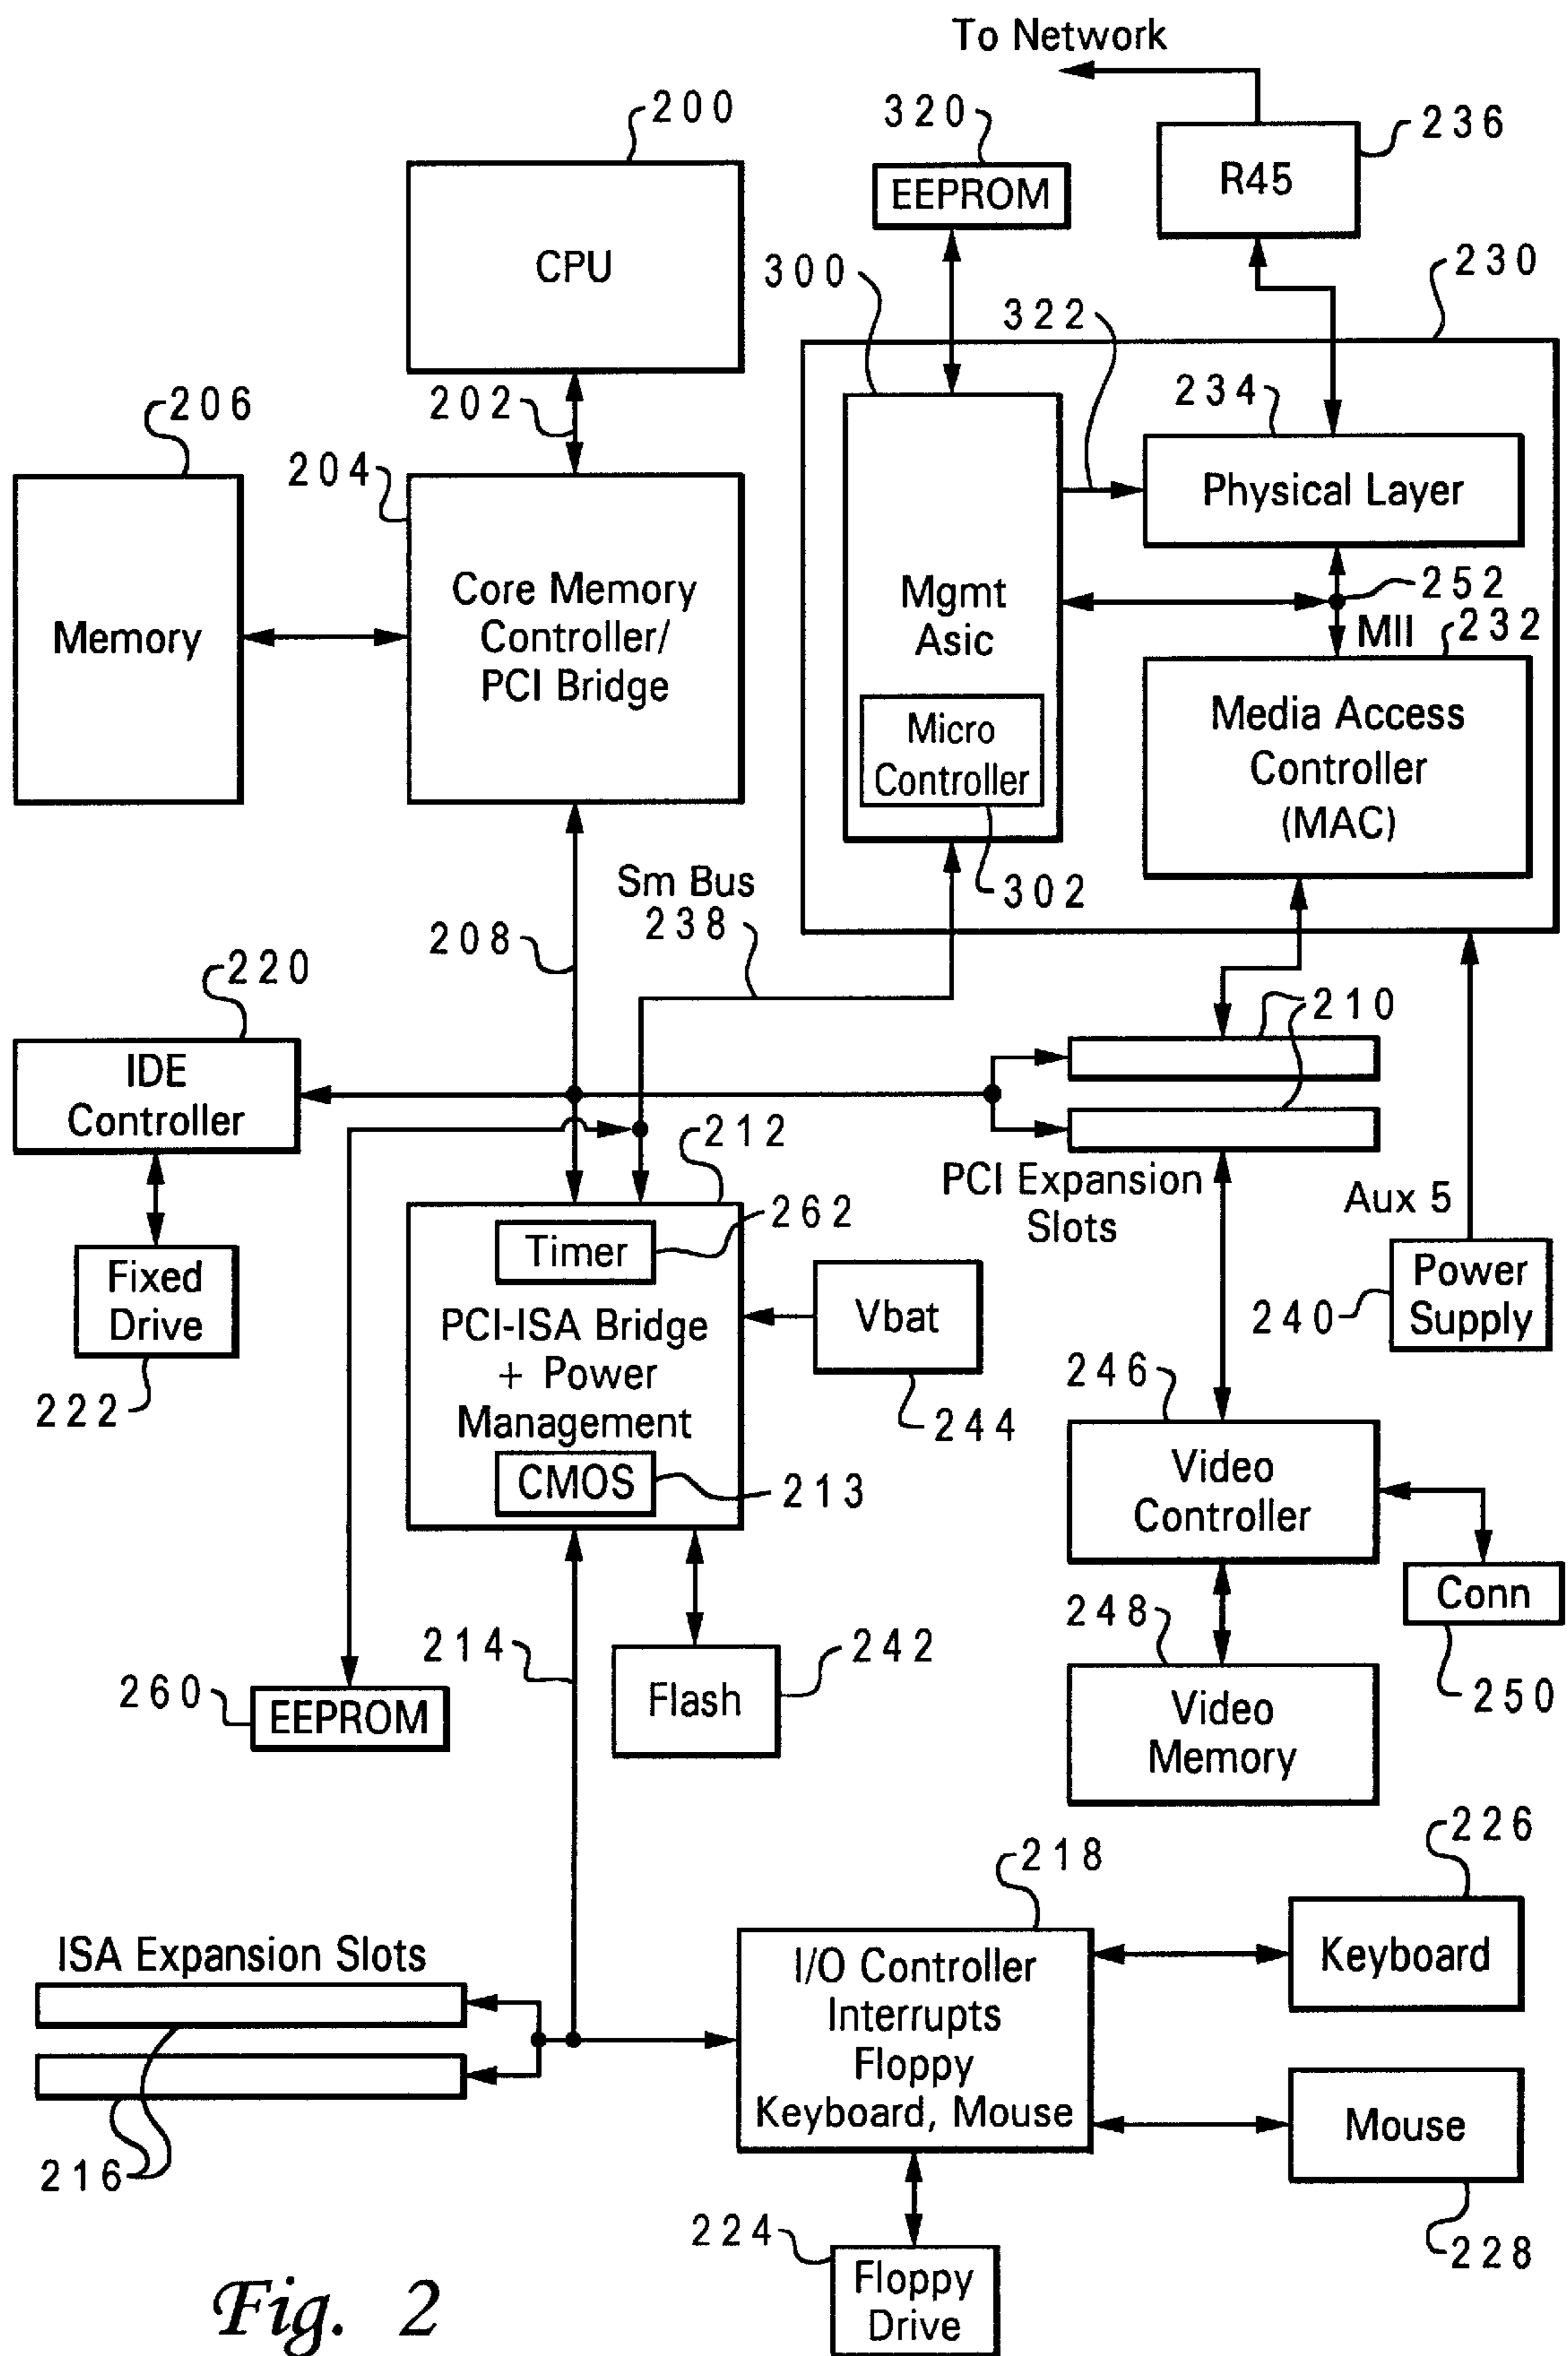 To Network
200
320
236
R45
EEPROM
CPU
300
230
322
202
206
234
204
Physical Layer
Core Memory
Controller/
PCI Bridge
Memory
Mgmt
Asic
252
MII
232
Micro
Controller
Media Access
Controller
(MAC)
302
Sm Bus
238
208
220
210
IDE
Controller
212
PCI Expansion
Slots
Aux 5
262
Timer
Fixed
Drive
PCI-ISA Bridge
+ Power
Management
Vbat
Power
Supply
240
222
244
246
CMOS
213
Video
Controller
Conn
248
214
242
260
EEPROM
Flash
250
Video
Memory
226
218
ISA Expansion Slots
I/O Controller
Interrupts
Floppy
Keyboard, Mouse
Keyboard
Mouse
216
224
228
Floppy
Drive
Fig. 2